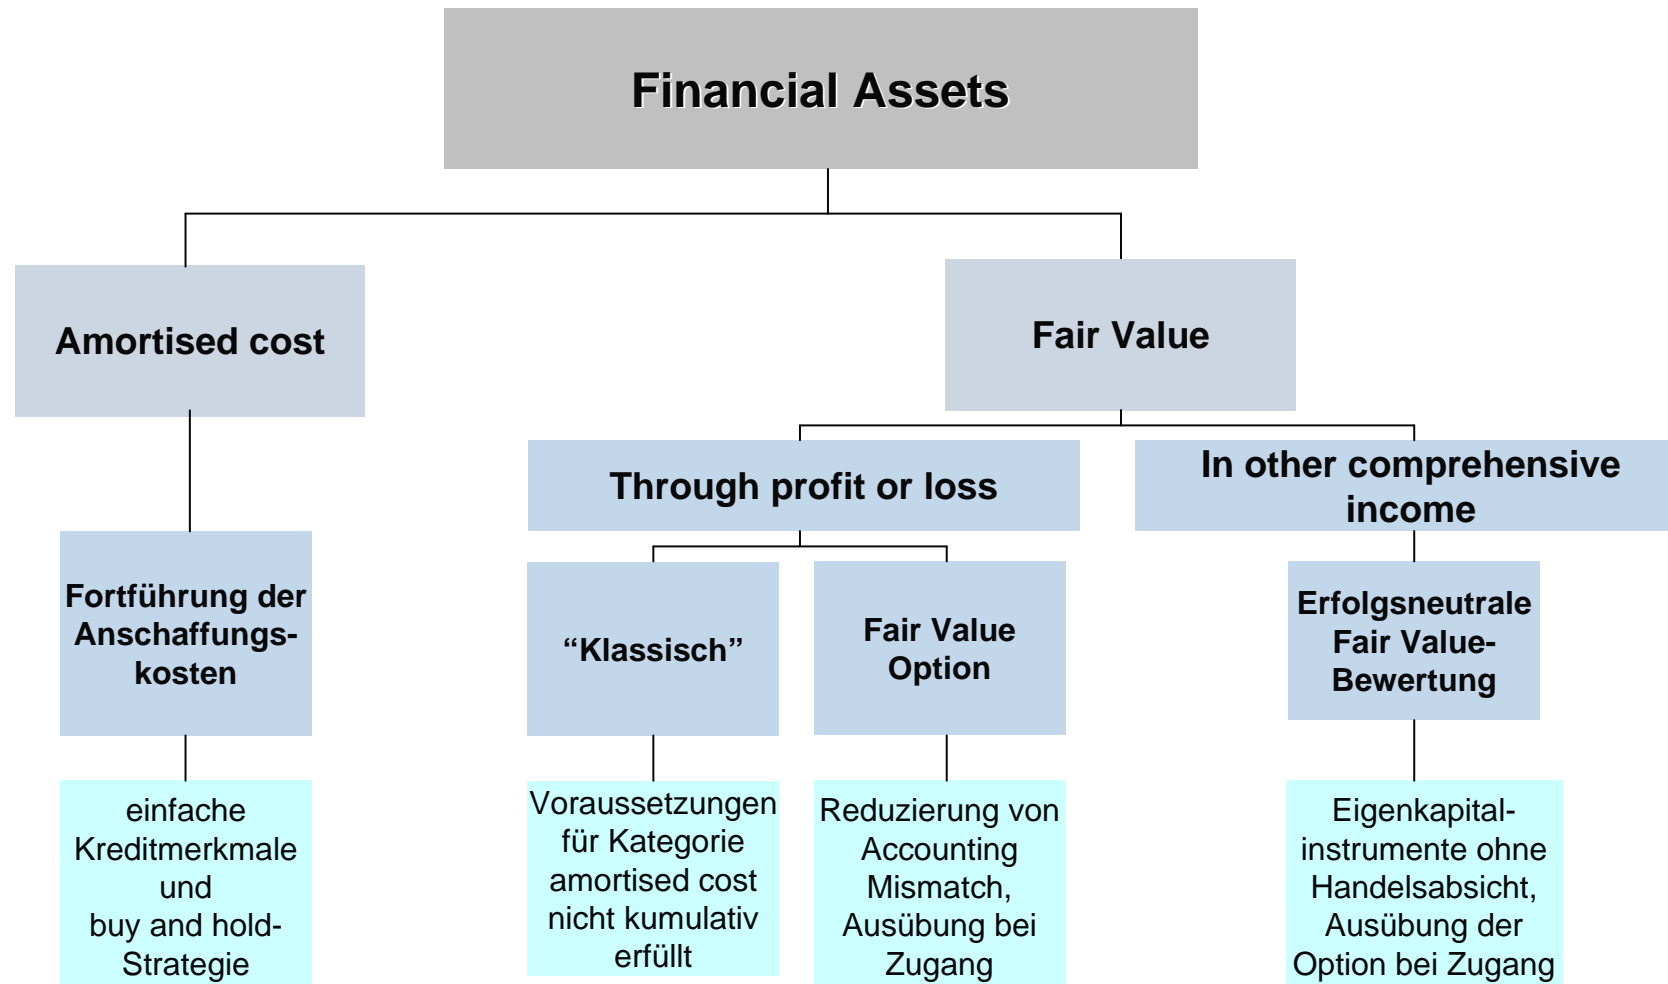 Financial Assets
Amortised cost
Fair Value
Through profit or loss
In other comprehensive
income
Fortführung der
Anschaffungs-
kosten
“Klassisch”
Fair Value
Option
Erfolgsneutrale
Fair Value-
Bewertung
einfache
Kreditmerkmale
und
buy and hold-
Strategie
Voraussetzungen
für Kategorie
amortised cost
nicht kumulativ
erfüllt
Reduzierung von
Accounting
Mismatch,
Ausübung bei
Zugang
Eigenkapital-
instrumente ohne
Handelsabsicht,
Ausübung der
Option bei Zugang